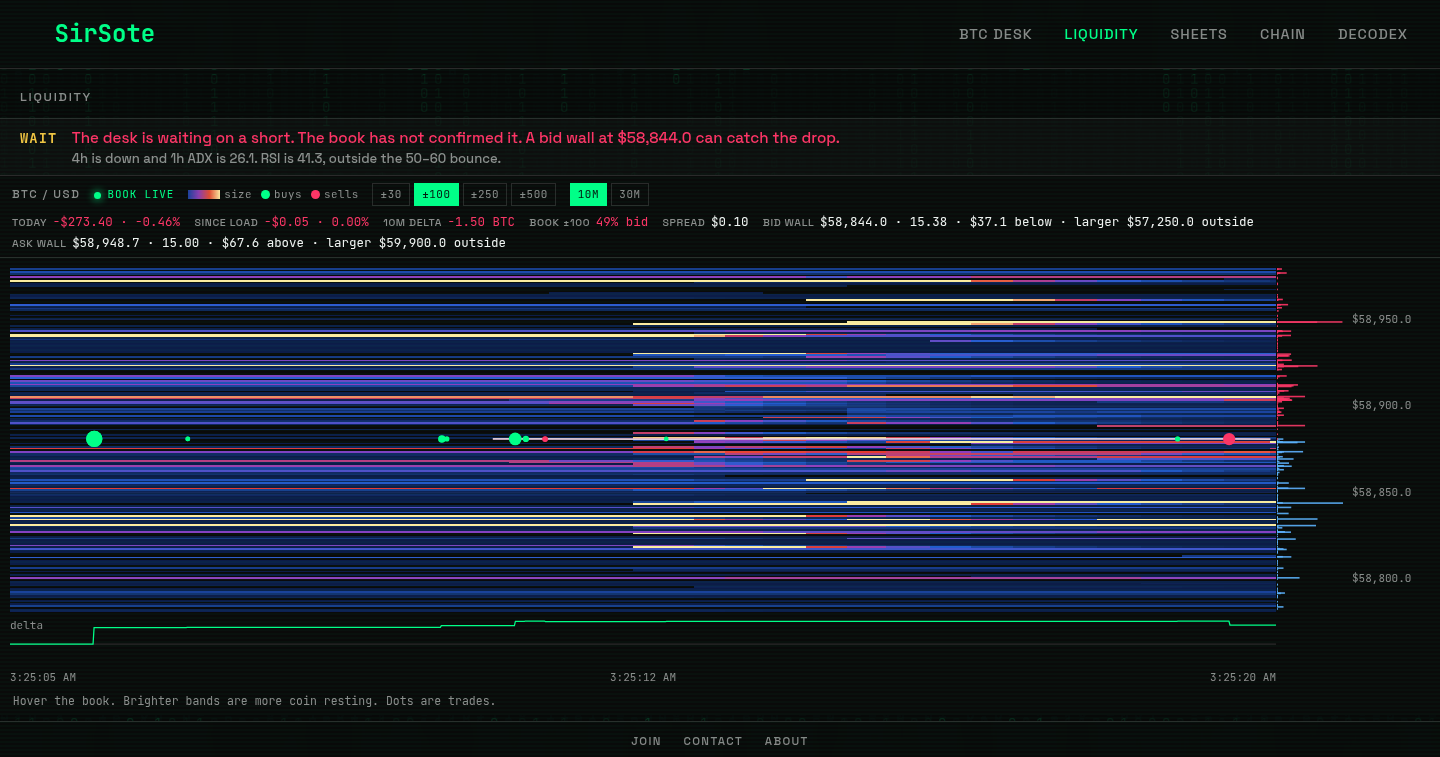 SirSote
BTC DESK LIQUIDITY SHEETS CHAIN DECODEX
LIQUIDITY
WAIT The desk is waiting on a short. The book has not confirmed it. A bid wall at $58,844.0 can catch the drop.
4h is down and 1h ADX is 26.1. RSI is 41.3, outside the 50–60 bounce.
BTC / USD BOOK LIVE size buys sells ±30 ±100 ±250 ±500 10M 30M
TODAY -$273.40 · -0.46% SINCE LOAD -$0.05 · 0.00% 10M DELTA -1.50 BTC BOOK ±100 49% bid SPREAD $0.10 BID WALL $58,844.0 · 15.38 · $37.1 below · larger $57,250.0 outside
ASK WALL $58,948.7 · 15.00 · $67.6 above · larger $59,900.0 outside
$58,950.0
$58,900.0
$58,850.0
$58,800.0
delta
3:25:05 AM 3:25:12 AM 3:25:20 AM
Hover the book. Brighter bands are more coin resting. Dots are trades.
JOIN CONTACT ABOUT